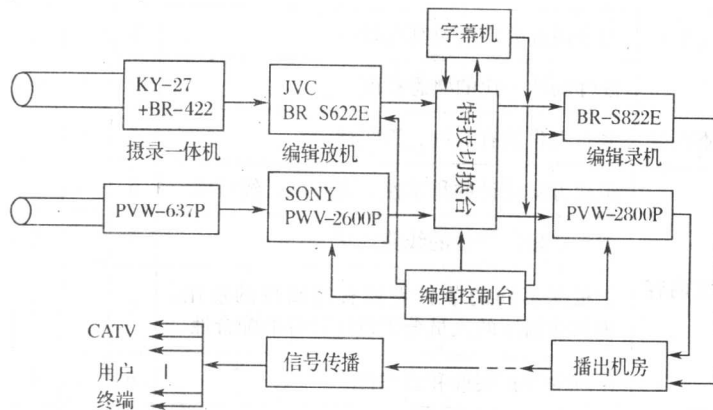 字幕机
KY-27
+BR-422
摄录一体机
JVC
BR S622E
编辑放机
特技切换台
BR-S822E
编辑录机
PVW-637P
SONY
PWV-2600P
PVW-2800P
编辑控制台
CATV
用户
终端
信号传播
播出机房